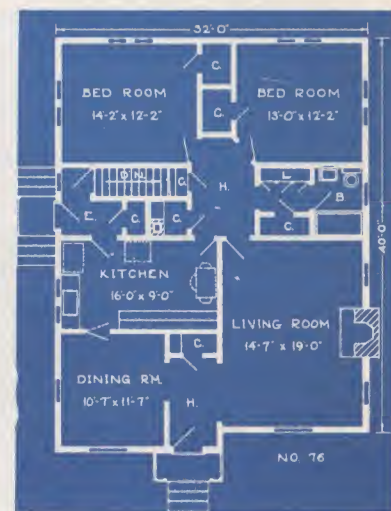 32'-0"
C.
BED ROOM
14'-2" x 12'-2"
C.
BED ROOM
13'-0" x 12'-2"
DN.
C.
H.
L.
B
E.
C.
C.
C.
40'-0"
KITCHEN
16'-0" x 9'-0"
LIVING ROOM
14'-7" x 19'-0"
C.
DINING RM.
10'-7" x 11'-7"
H.
NO. 76